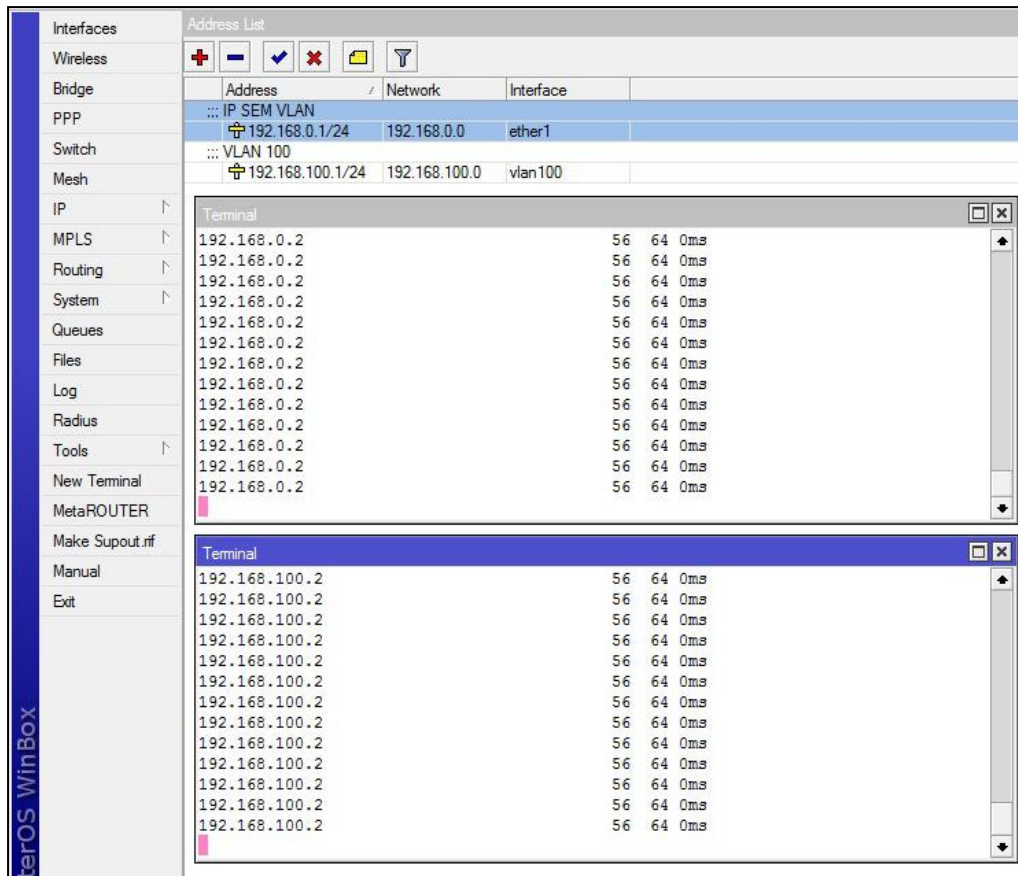 Interfaces
Wireless
Bridge
PPP
Switch
Mesh
IP
MPLS
Routing
System
Queues
Files
Log
Radius
Tools
New Terminal
MetaROUTER
Make Supout.rif
Manual
Exit
terOS WinBox
Address List
Address / Network Interface
::: IP SEM VLAN
192.168.0.1/24 192.168.0.0 ether1
::: VLAN 100
192.168.100.1/24 192.168.100.0 vlan100
Terminal
192.168.0.2 56 64 0ms
192.168.0.2 56 64 0ms
192.168.0.2 56 64 0ms
192.168.0.2 56 64 0ms
192.168.0.2 56 64 0ms
192.168.0.2 56 64 0ms
192.168.0.2 56 64 0ms
192.168.0.2 56 64 0ms
192.168.0.2 56 64 0ms
192.168.0.2 56 64 0ms
192.168.0.2 56 64 0ms
192.168.0.2 56 64 0ms
192.168.0.2 56 64 0ms
Terminal
192.168.100.2 56 64 0ms
192.168.100.2 56 64 0ms
192.168.100.2 56 64 0ms
192.168.100.2 56 64 0ms
192.168.100.2 56 64 0ms
192.168.100.2 56 64 0ms
192.168.100.2 56 64 0ms
192.168.100.2 56 64 0ms
192.168.100.2 56 64 0ms
192.168.100.2 56 64 0ms
192.168.100.2 56 64 0ms
192.168.100.2 56 64 0ms
192.168.100.2 56 64 0ms